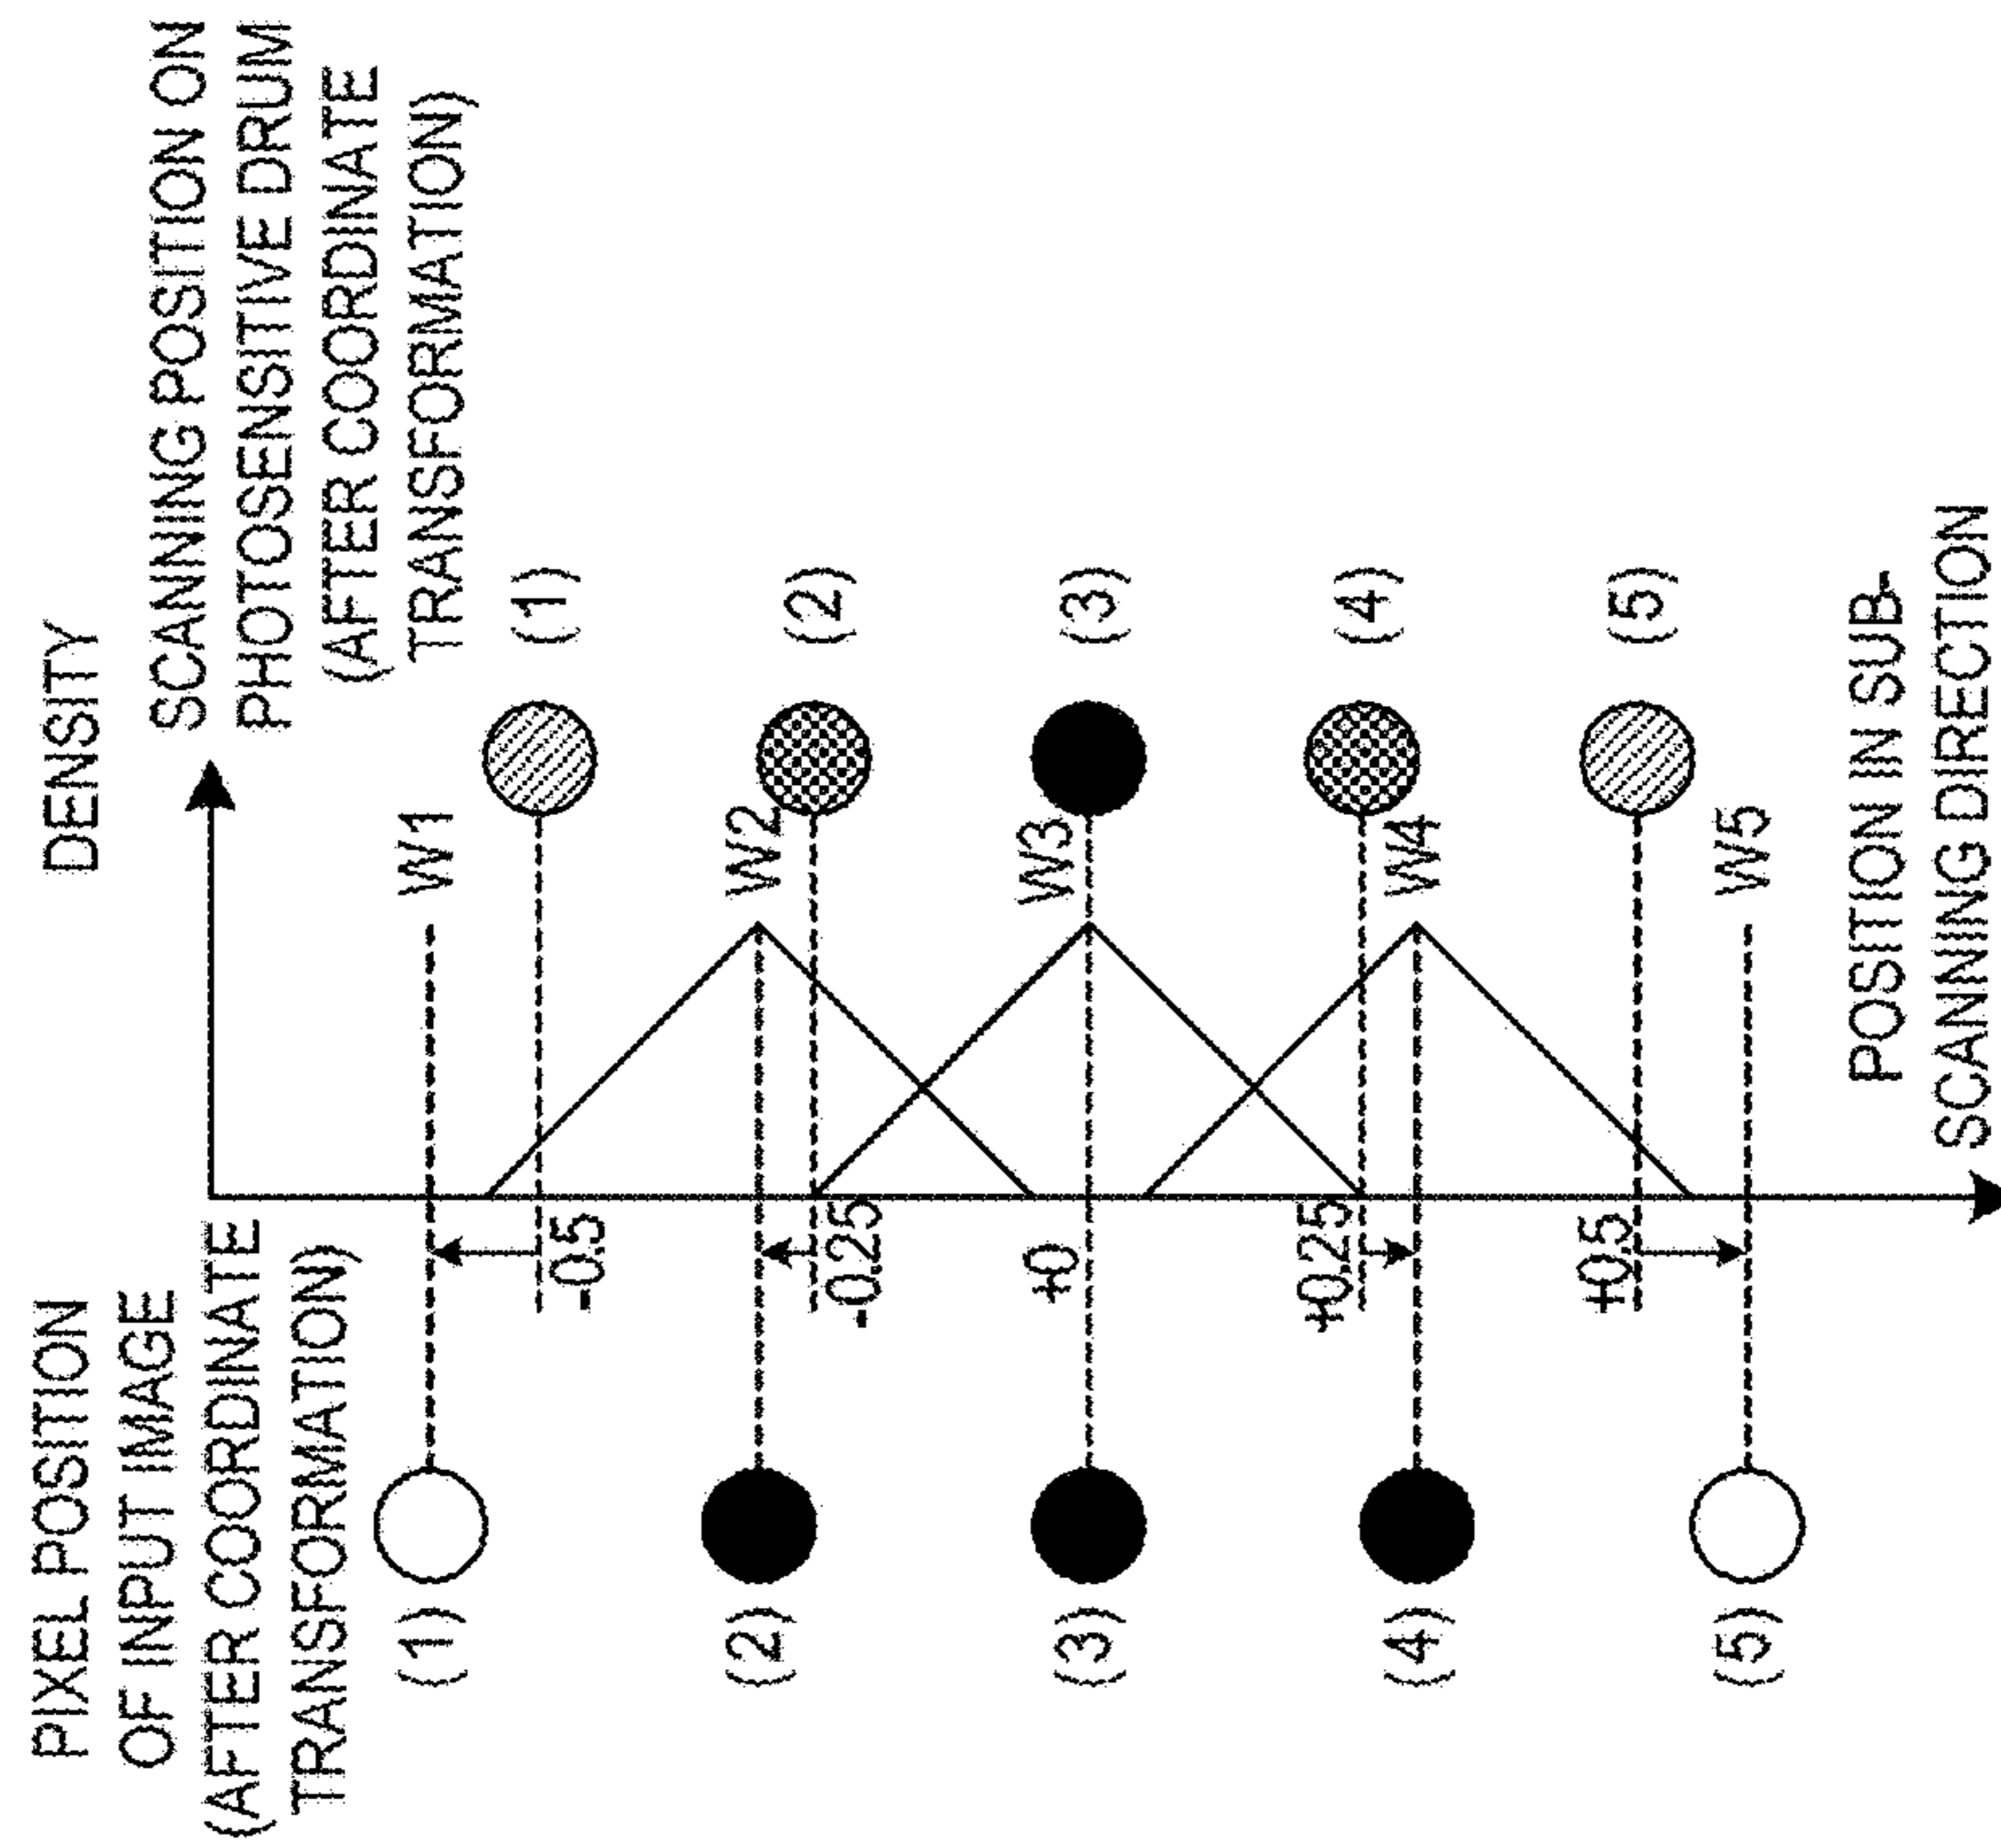 DENSITY
SCANNING POSITION ON
PHOTOSENSITIVE DRUM
(AFTER COORDINATE
TRANSFORMATION)
PIXEL POSITION
OF INPUT IMAGE
(AFTER COORDINATE
TRANSFORMATION)
(1)
(2)
(3)
(4)
(5)
-0.5
-0.25
+0
+0.25
+0.5
W1
W2
W3
W4
W5
(1)
(2)
(3)
(4)
(5)
POSITION IN SUB-
SCANNING DIRECTION